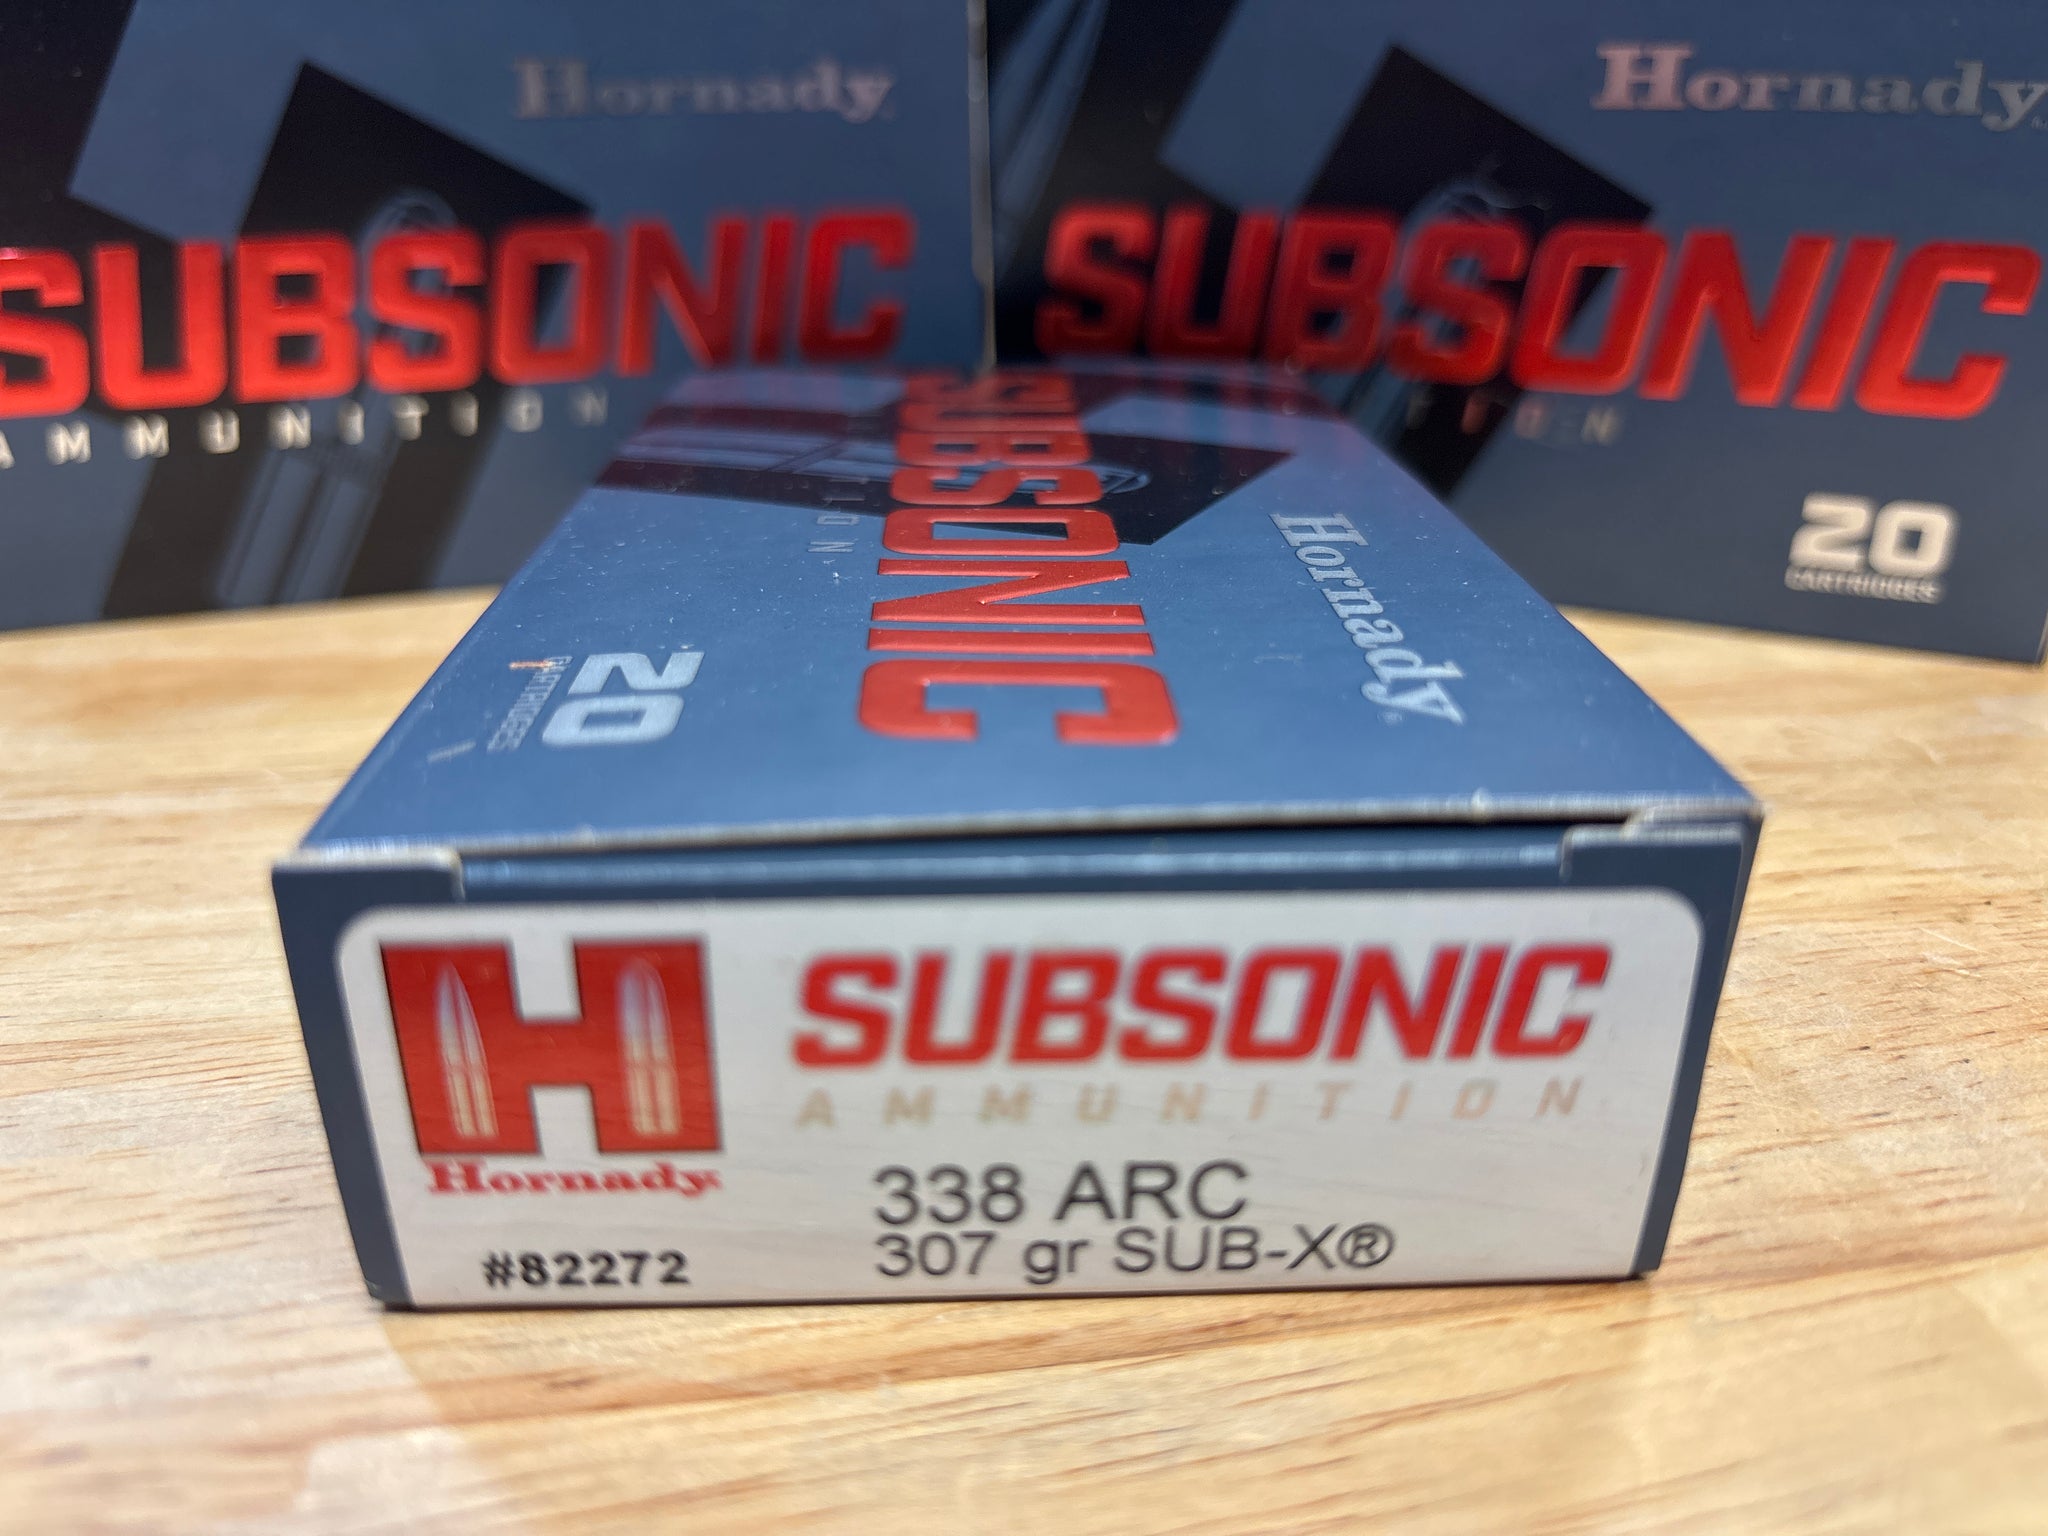 Hornady
SUBSONIC
AMMUNITION
Hornady
SUBSONIC
20
CARTRIDGES
Hornady
SUBSONIC
20
CARTRIDGES
SUBSONIC
AMMUNITION
Hornady
338 ARC
307 gr SUB-X®
#82272